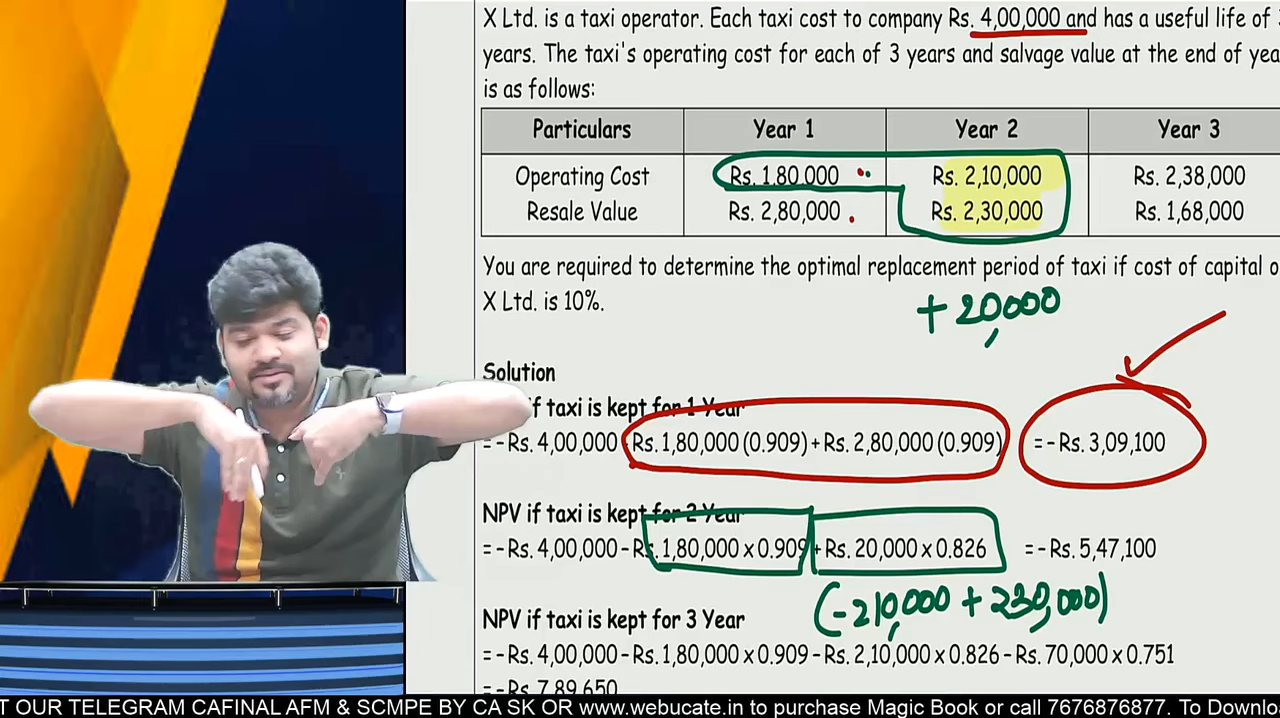 X Ltd. is a taxi operator. Each taxi cost to company Rs. 4,00,000 and has a useful life of
years. The taxi's operating cost for each of 3 years and salvage value at the end of yea
is as follows:
Particulars Year 1 Year 2 Year 3
Operating Cost Rs. 1,80,000 Rs. 2,10,000 Rs. 2,38,000
Resale Value Rs. 2,80,000 Rs. 2,30,000 Rs. 1,68,000
You are required to determine the optimal replacement period of taxi if cost of capital o
X Ltd. is 10%.
+ 20,000
Solution
if taxi is kept for 1 Year
= -Rs. 4,00,000 Rs. 1,80,000 (0.909) + Rs. 2,80,000 (0.909) = - Rs. 3,09,100
NPV if taxi is kept for 2 Year
= -Rs. 4,00,000 - Rs. 1,80,000 x 0.909 + Rs. 20,000 x 0.826 = - Rs. 5,47,100
(-210,000 + 230,000)
NPV if taxi is kept for 3 Year
= -Rs. 4,00,000 - Rs. 1,80,000 x 0.909 - Rs. 2,10,000 x 0.826 - Rs. 70,000 x 0.751
= -Rs. 7,89,650
T OUR TELEGRAM CAFINAL AFM & SCMPE BY CA SK OR www.webucate.in to purchase Magic Book or call 7676876877. To Downlo